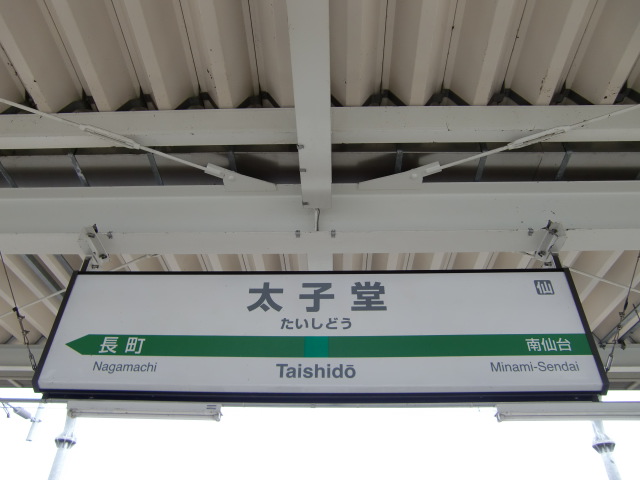 太子堂
仙
たいしどう
長町
南仙台
Nagamachi
Taishidō
Minami-Sendai